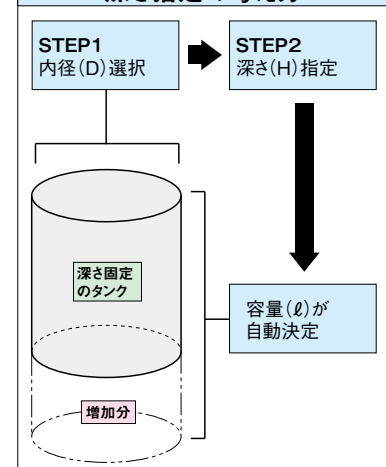 STEP1
内径(D)選択
STEP2
深さ(H)指定
深さ固定
のタンク
容量(ℓ)が
自動決定
増加分